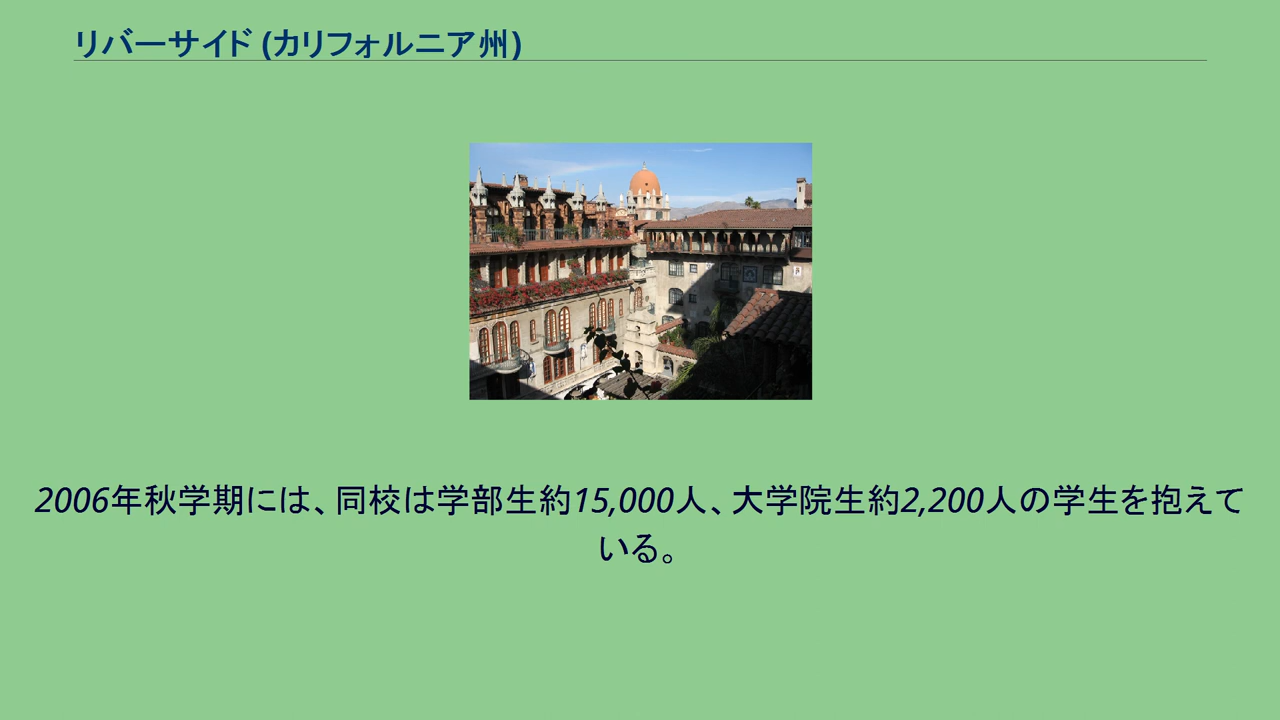 リバーサイド (カリフォルニア州)
2006年秋学期には、同校は学部生約15,000人、大学院生約2,200人の学生を抱えて
いる。